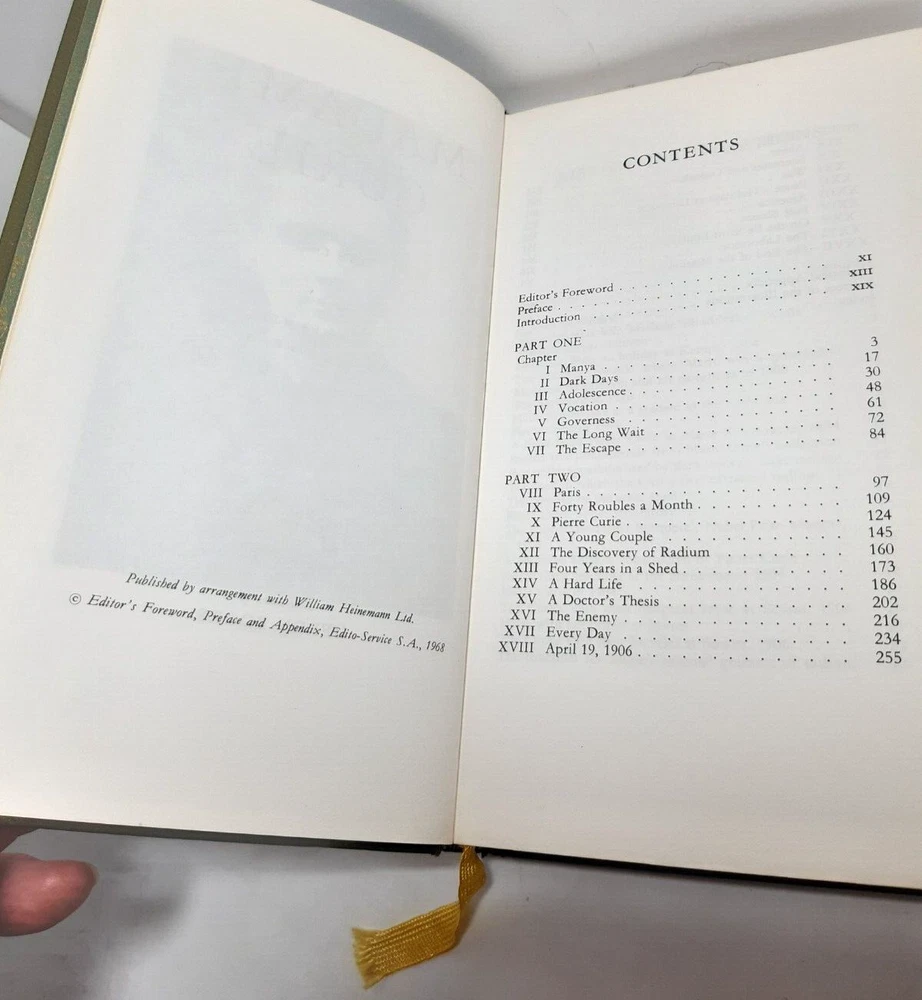 Published by arrangement with William Heinemann Ltd.
© Editor's Foreword, Preface and Appendix, Edito-Service S.A., 1968
CONTENTS
Editor's Foreword . . . . . . . . . . . . . XI
Preface . . . . . . . . . . . . . . . . XIII
Introduction . . . . . . . . . . . . . . XIX
PART ONE
Chapter
I Manya . . . . . . . . . . . . . . 3
II Dark Days . . . . . . . . . . . . 17
III Adolescence . . . . . . . . . . . . 30
IV Vocation . . . . . . . . . . . . . 48
V Governess . . . . . . . . . . . . 61
VI The Long Wait . . . . . . . . . . 72
VII The Escape . . . . . . . . . . . . 84
PART TWO
VIII Paris . . . . . . . . . . . . . . 97
IX Forty Roubles a Month . . . . . . . . 109
X Pierre Curie . . . . . . . . . . . . 124
XI A Young Couple . . . . . . . . . . 145
XII The Discovery of Radium . . . . . . . 160
XIII Four Years in a Shed . . . . . . . . . 173
XIV A Hard Life . . . . . . . . . . . . 186
XV A Doctor's Thesis . . . . . . . . . . 202
XVI The Enemy . . . . . . . . . . . . 216
XVII Every Day . . . . . . . . . . . . 234
XVIII April 19, 1906 . . . . . . . . . . . 255